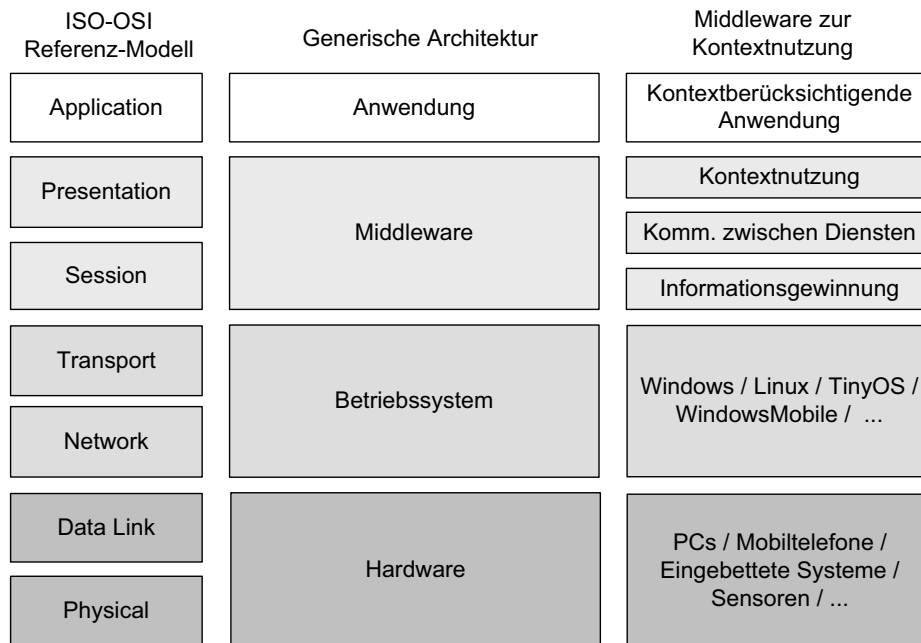 ISO-OSI
Referenz-Modell
Generische Architektur
Middleware zur
Kontextnutzung
Application
Anwendung
Kontextberücksichtigende
Anwendung
Presentation
Middleware
Kontextnutzung
Komm. zwischen Diensten
Session
Informationsgewinnung
Transport
Betriebssystem
Windows / Linux / TinyOS /
WindowsMobile / ...
Network
Data Link
Hardware
PCs / Mobiltelefone /
Eingebettete Systeme /
Sensoren / ...
Physical